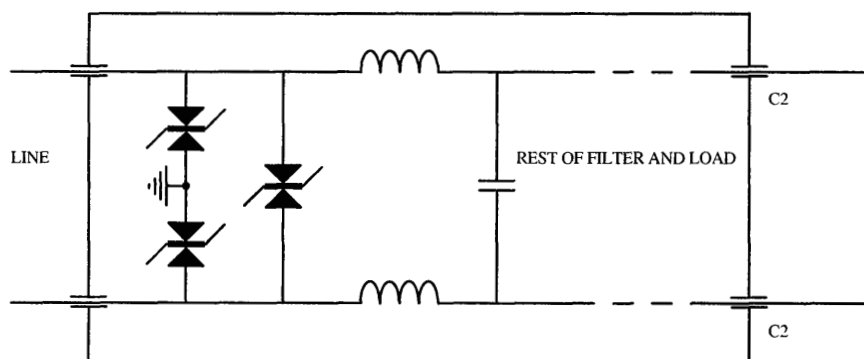 C2
LINE
REST OF FILTER AND LOAD
C2